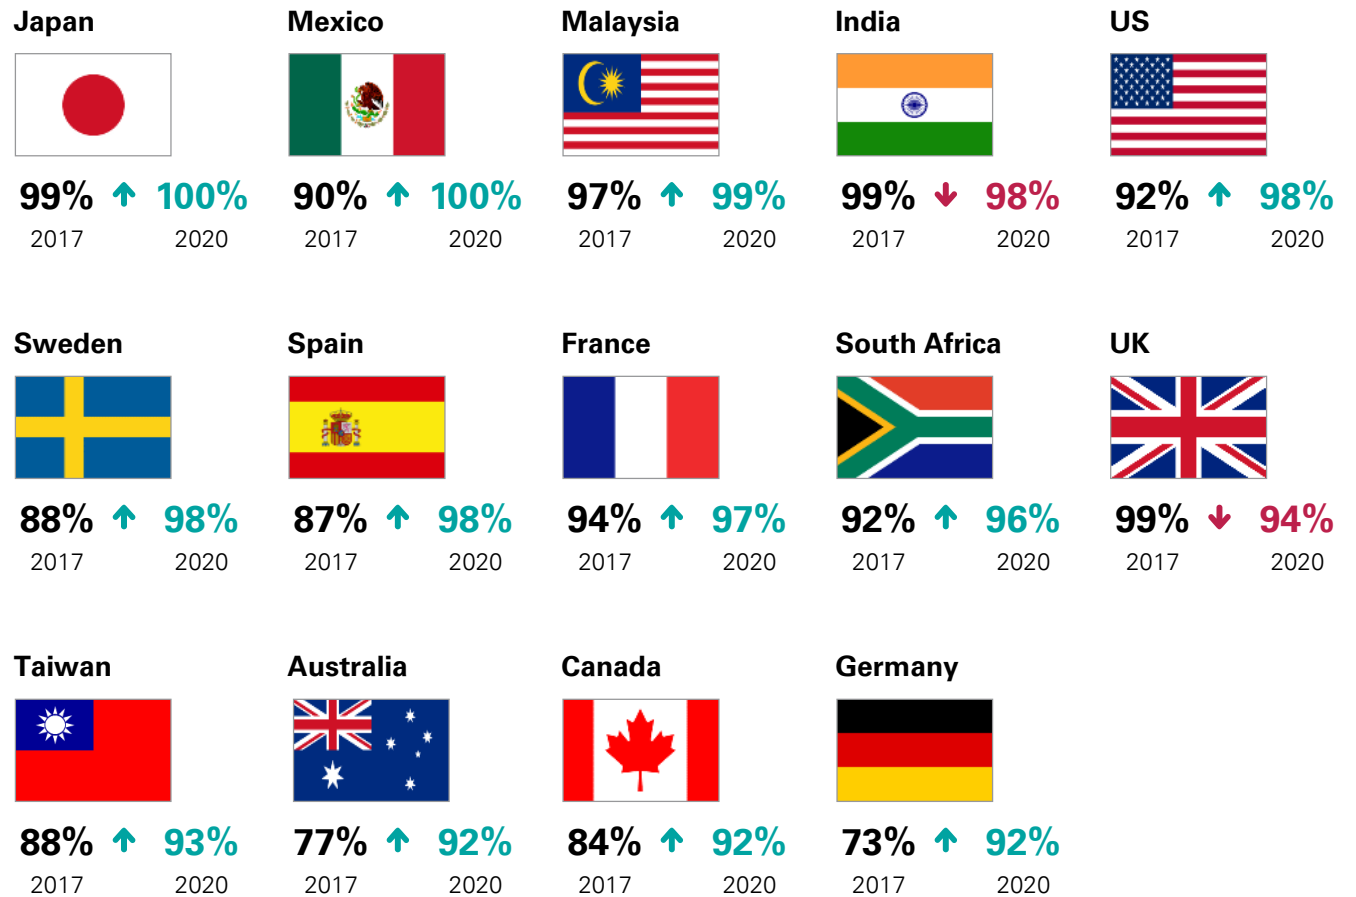 Japan Mexico Malaysia India US
99% 100% 90% 100% 97% 99% 99% 98% 92% 98%
2017 2020 2017 2020 2017 2020 2017 2020 2017 2020
Sweden Spain France South Africa UK
88% 98% 87% 98% 94% 97% 92% 96% 99% 94%
2017 2020 2017 2020 2017 2020 2017 2020 2017 2020
Taiwan Australia Canada Germany
88% 93% 77% 92% 84% 92% 73% 92%
2017 2020 2017 2020 2017 2020 2017 2020